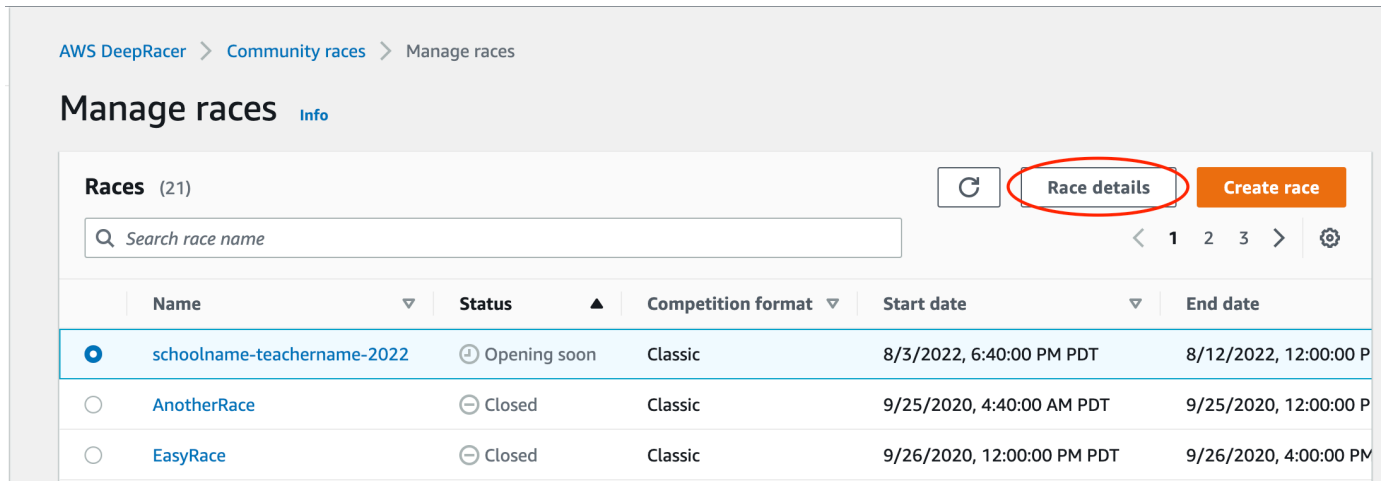 AWS DeepRacer > Community races > Manage races
Manage races Info
Races (21) Race details Create race
Search race name < 1 2 3 >
Name Status Competition format Start date End date
schoolname-teachername-2022 Opening soon Classic 8/3/2022, 6:40:00 PM PDT 8/12/2022, 12:00:00 P
AnotherRace Closed Classic 9/25/2020, 4:40:00 AM PDT 9/25/2020, 12:00:00 P
EasyRace Closed Classic 9/26/2020, 12:00:00 PM PDT 9/26/2020, 4:00:00 PM